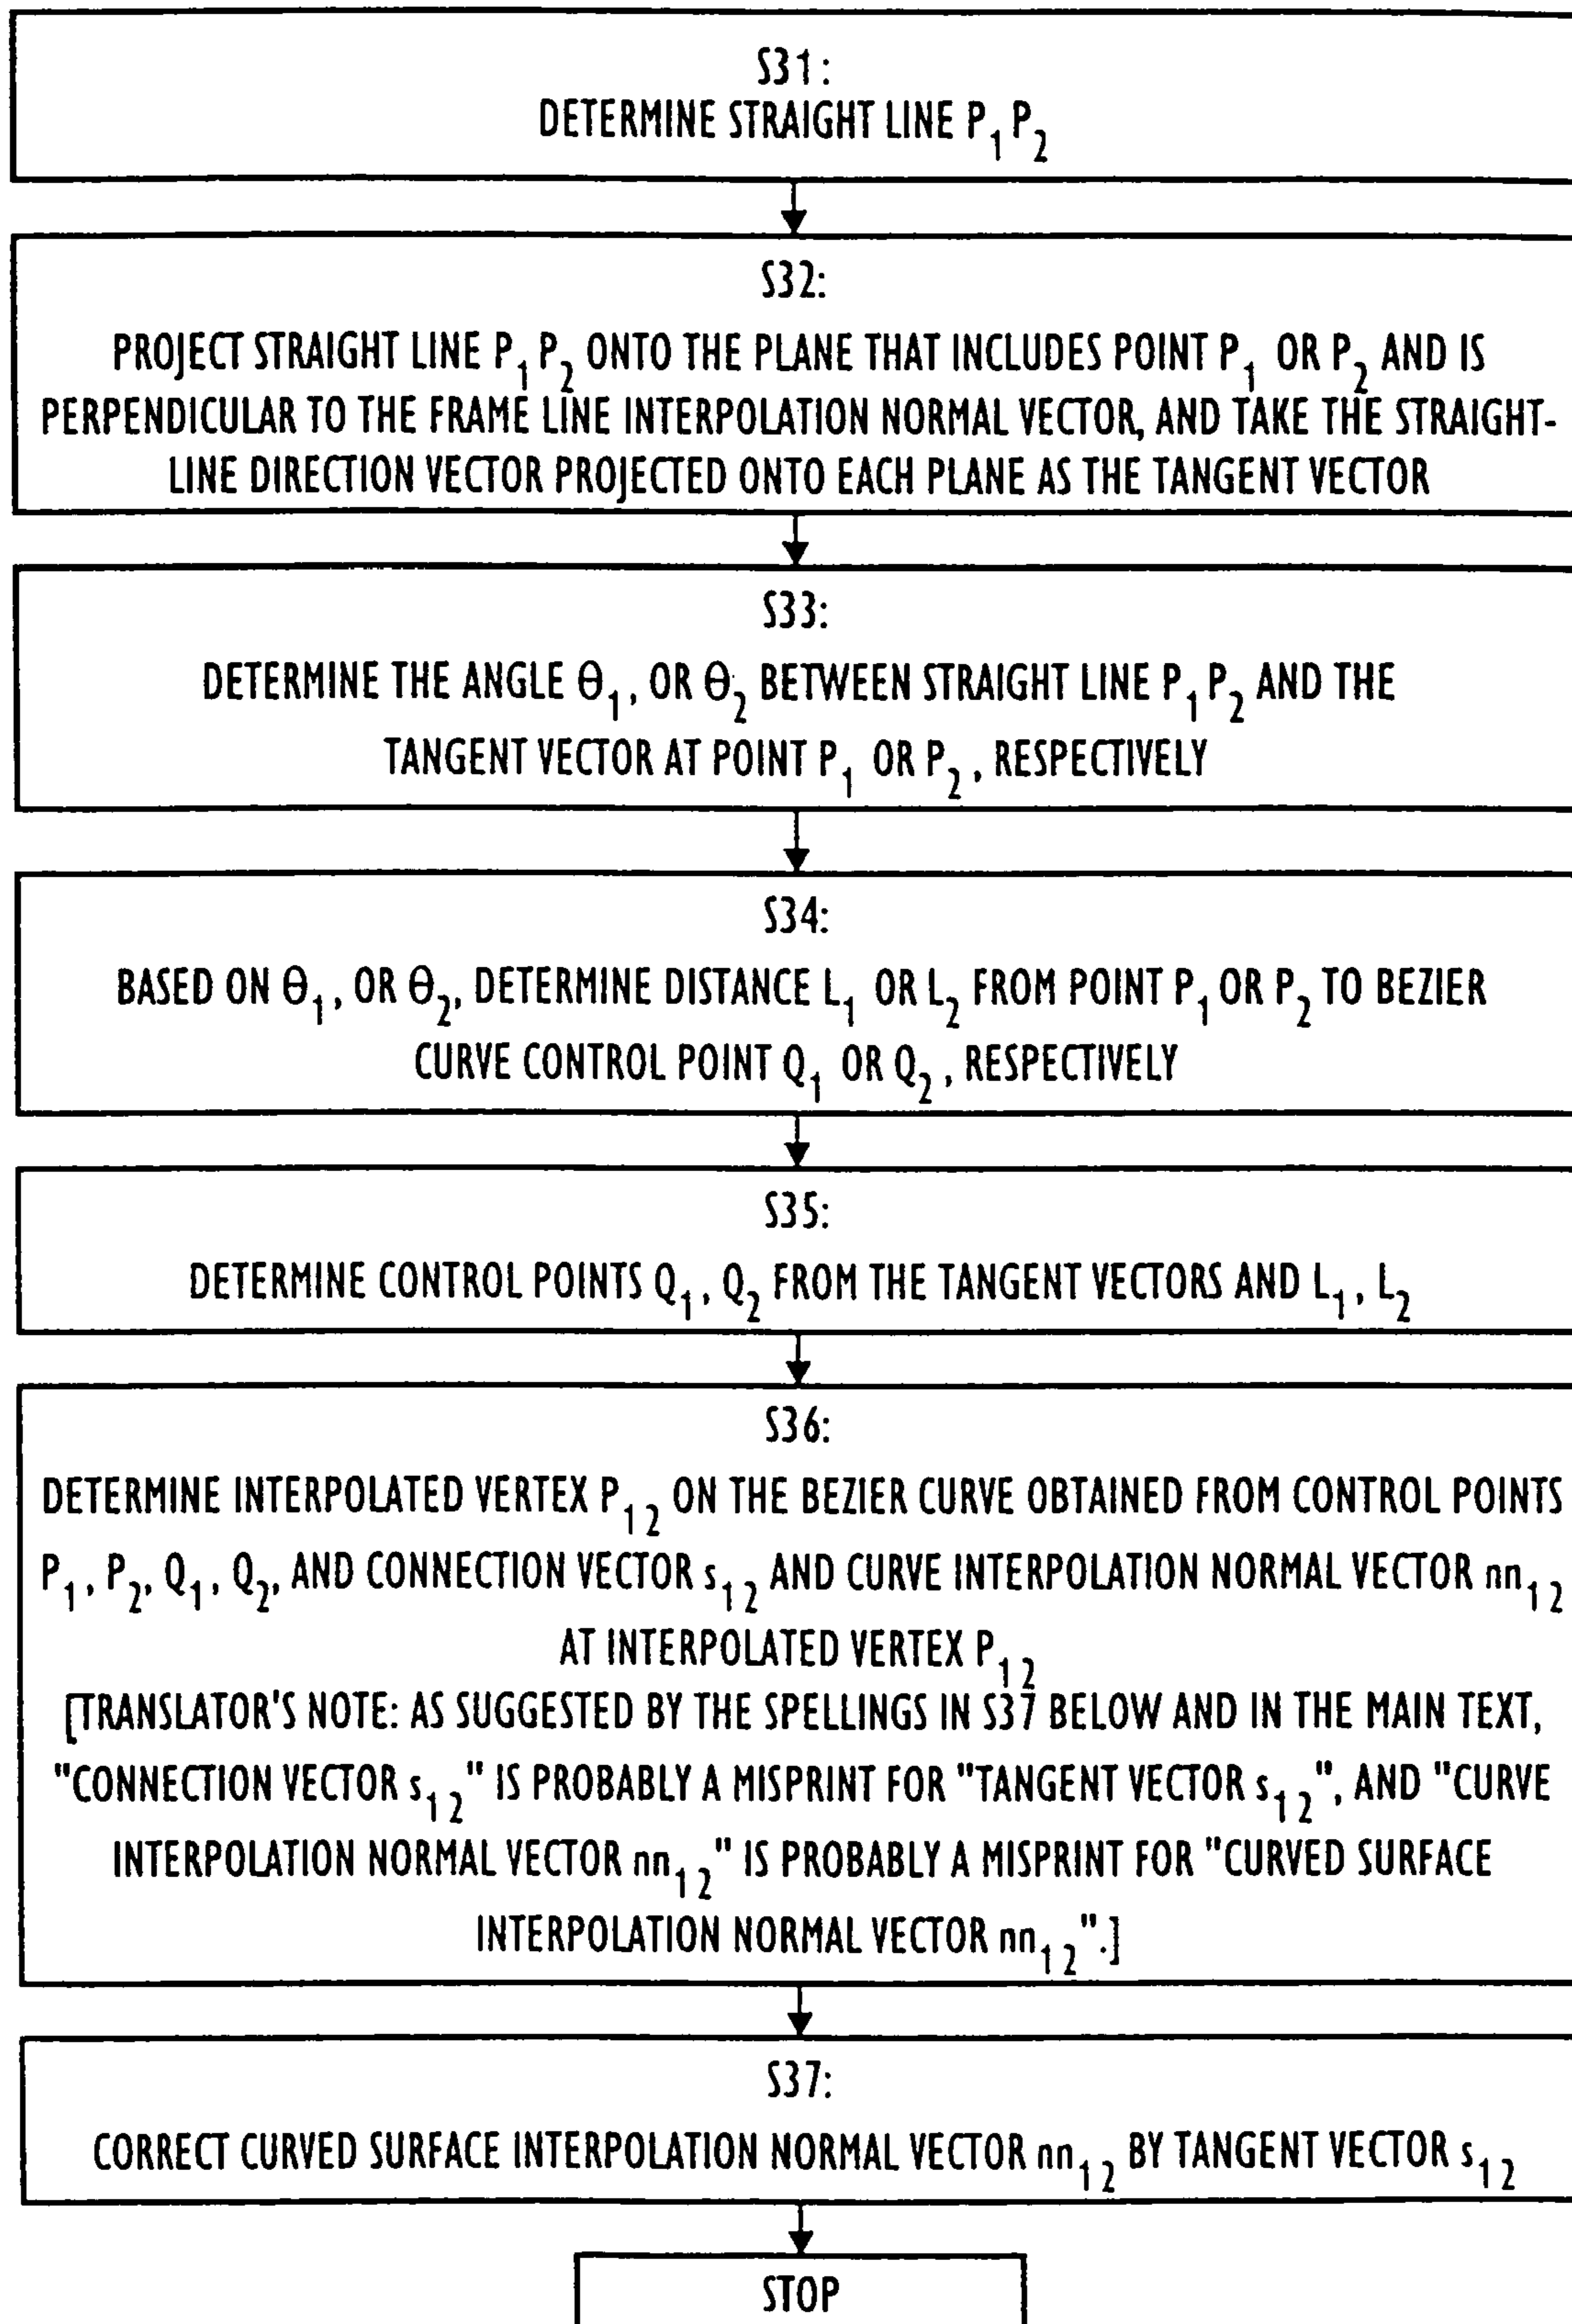 S31:
DETERMINE STRAIGHT LINE P₁ P₂
S32:
PROJECT STRAIGHT LINE P₁ P₂ ONTO THE PLANE THAT INCLUDES POINT P₁ OR P₂ AND IS
PERPENDICULAR TO THE FRAME LINE INTERPOLATION NORMAL VECTOR, AND TAKE THE STRAIGHT-
LINE DIRECTION VECTOR PROJECTED ONTO EACH PLANE AS THE TANGENT VECTOR
S33:
DETERMINE THE ANGLE θ₁, OR θ₂ BETWEEN STRAIGHT LINE P₁ P₂ AND THE
TANGENT VECTOR AT POINT P₁ OR P₂, RESPECTIVELY
S34:
BASED ON θ₁, OR θ₂, DETERMINE DISTANCE L₁ OR L₂ FROM POINT P₁ OR P₂ TO BEZIER
CURVE CONTROL POINT Q₁ OR Q₂, RESPECTIVELY
S35:
DETERMINE CONTROL POINTS Q₁, Q₂ FROM THE TANGENT VECTORS AND L₁, L₂
S36:
DETERMINE INTERPOLATED VERTEX P₁₂ ON THE BEZIER CURVE OBTAINED FROM CONTROL POINTS
P₁, P₂, Q₁, Q₂, AND CONNECTION VECTOR s₁₂ AND CURVE INTERPOLATION NORMAL VECTOR nn₁₂
AT INTERPOLATED VERTEX P₁₂
[TRANSLATOR'S NOTE: AS SUGGESTED BY THE SPELLINGS IN S37 BELOW AND IN THE MAIN TEXT,
"CONNECTION VECTOR s₁₂" IS PROBABLY A MISPRINT FOR "TANGENT VECTOR s₁₂", AND "CURVE
INTERPOLATION NORMAL VECTOR nn₁₂" IS PROBABLY A MISPRINT FOR "CURVED SURFACE
INTERPOLATION NORMAL VECTOR nn₁₂".]
S37:
CORRECT CURVED SURFACE INTERPOLATION NORMAL VECTOR nn₁₂ BY TANGENT VECTOR s₁₂
STOP